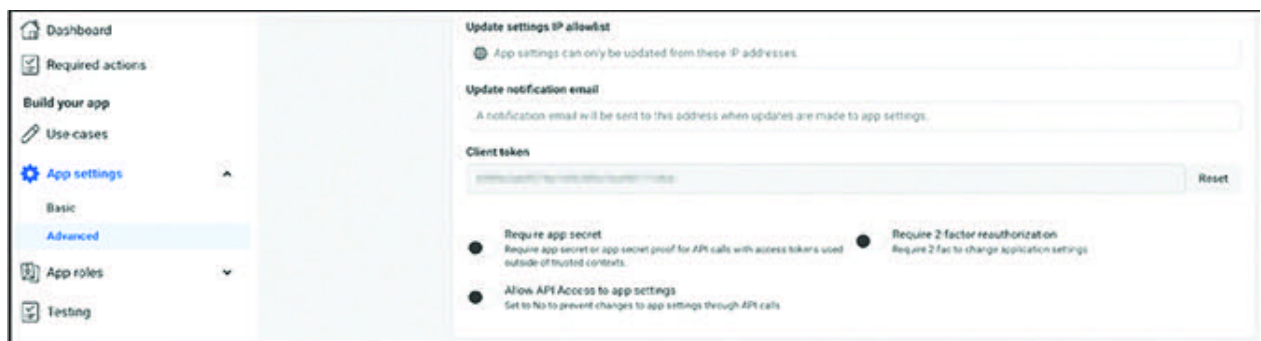 Dashboard
Required actions
Build your app
Use cases
App settings
Basic
Advanced
App roles
Testing
Update settings IP allowlist
App settings can only be updated from these IP addresses.
Update notification email
A notification email will be sent to this address when updates are made to app settings.
Client token
Reset
Require app secret
Require app secret or app secret proof for API calls with access tokens used
outside of trusted contexts.
Require 2-factor reauthorization
Require 2-fac to change application settings
Allow API Access to app settings
Set to No to prevent changes to app settings through API calls